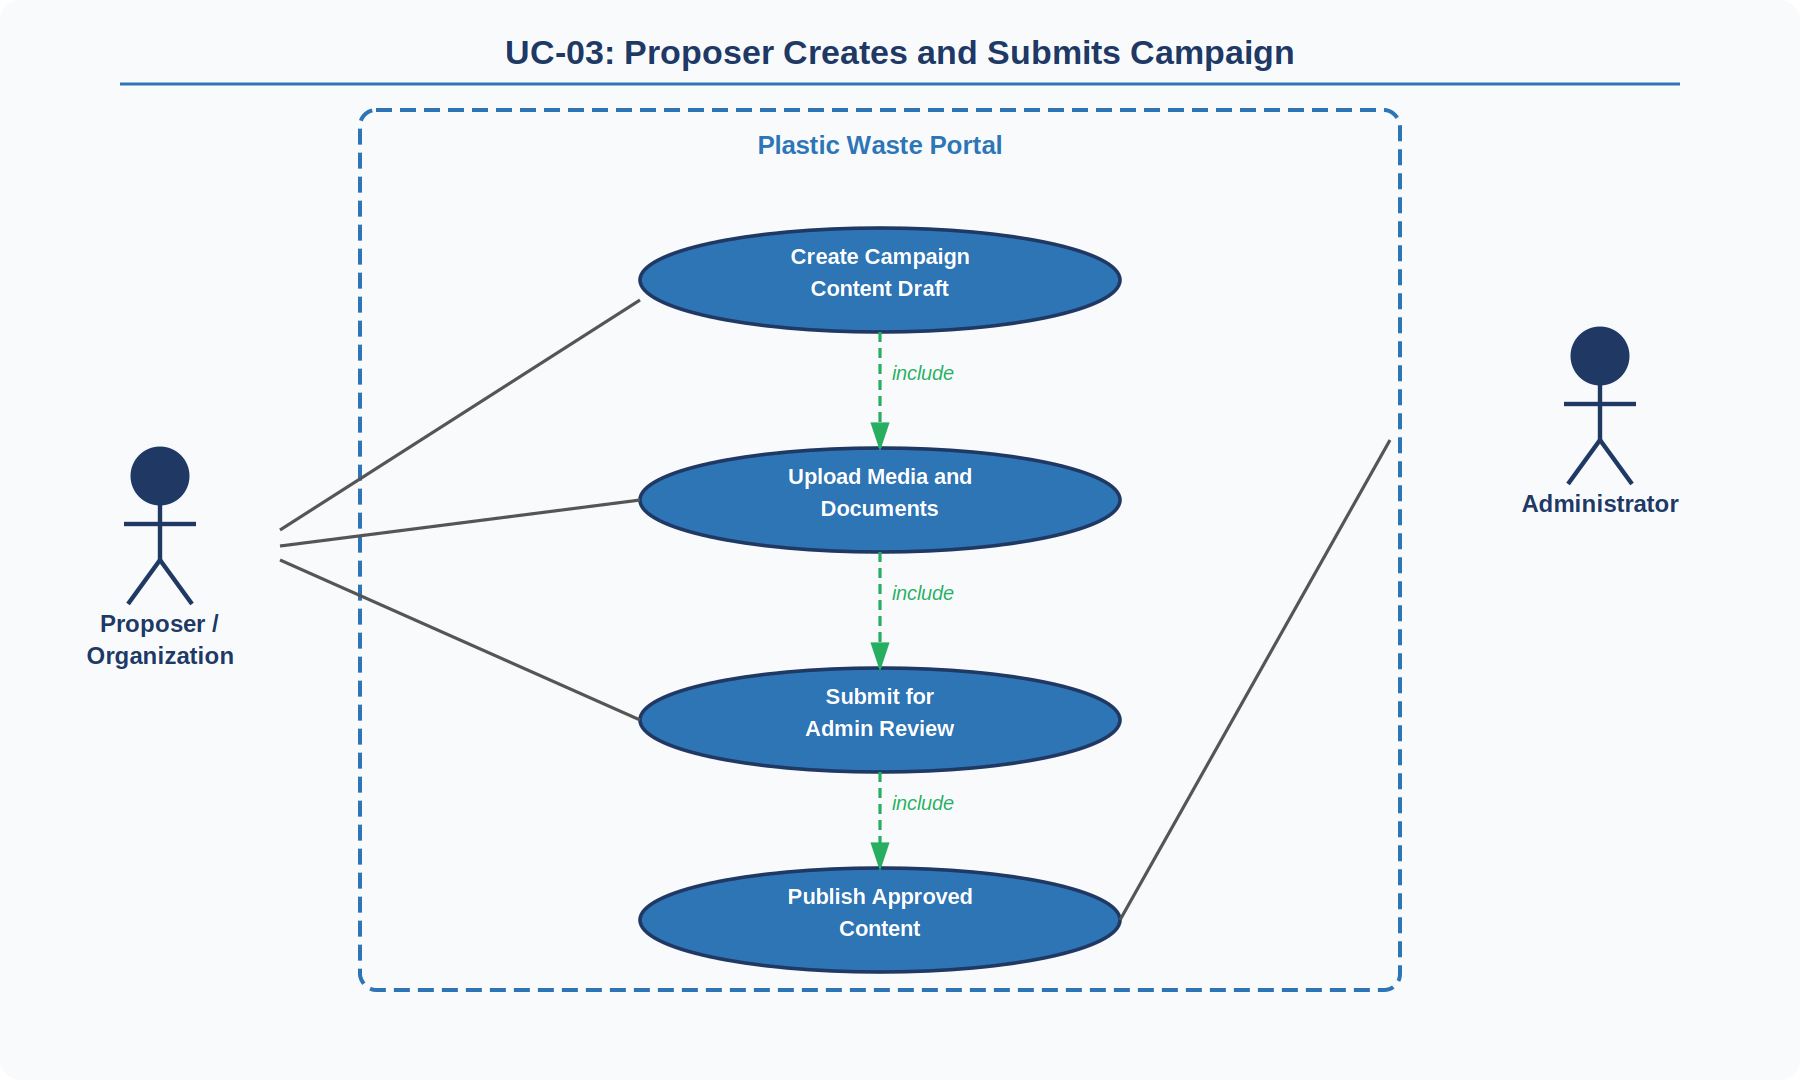 UC-03: Proposer Creates and Submits Campaign
Plastic Waste Portal
Create Campaign
Content Draft
include
Upload Media and
Documents
include
Submit for
Admin Review
include
Publish Approved
Content
Proposer /
Organization
Administrator